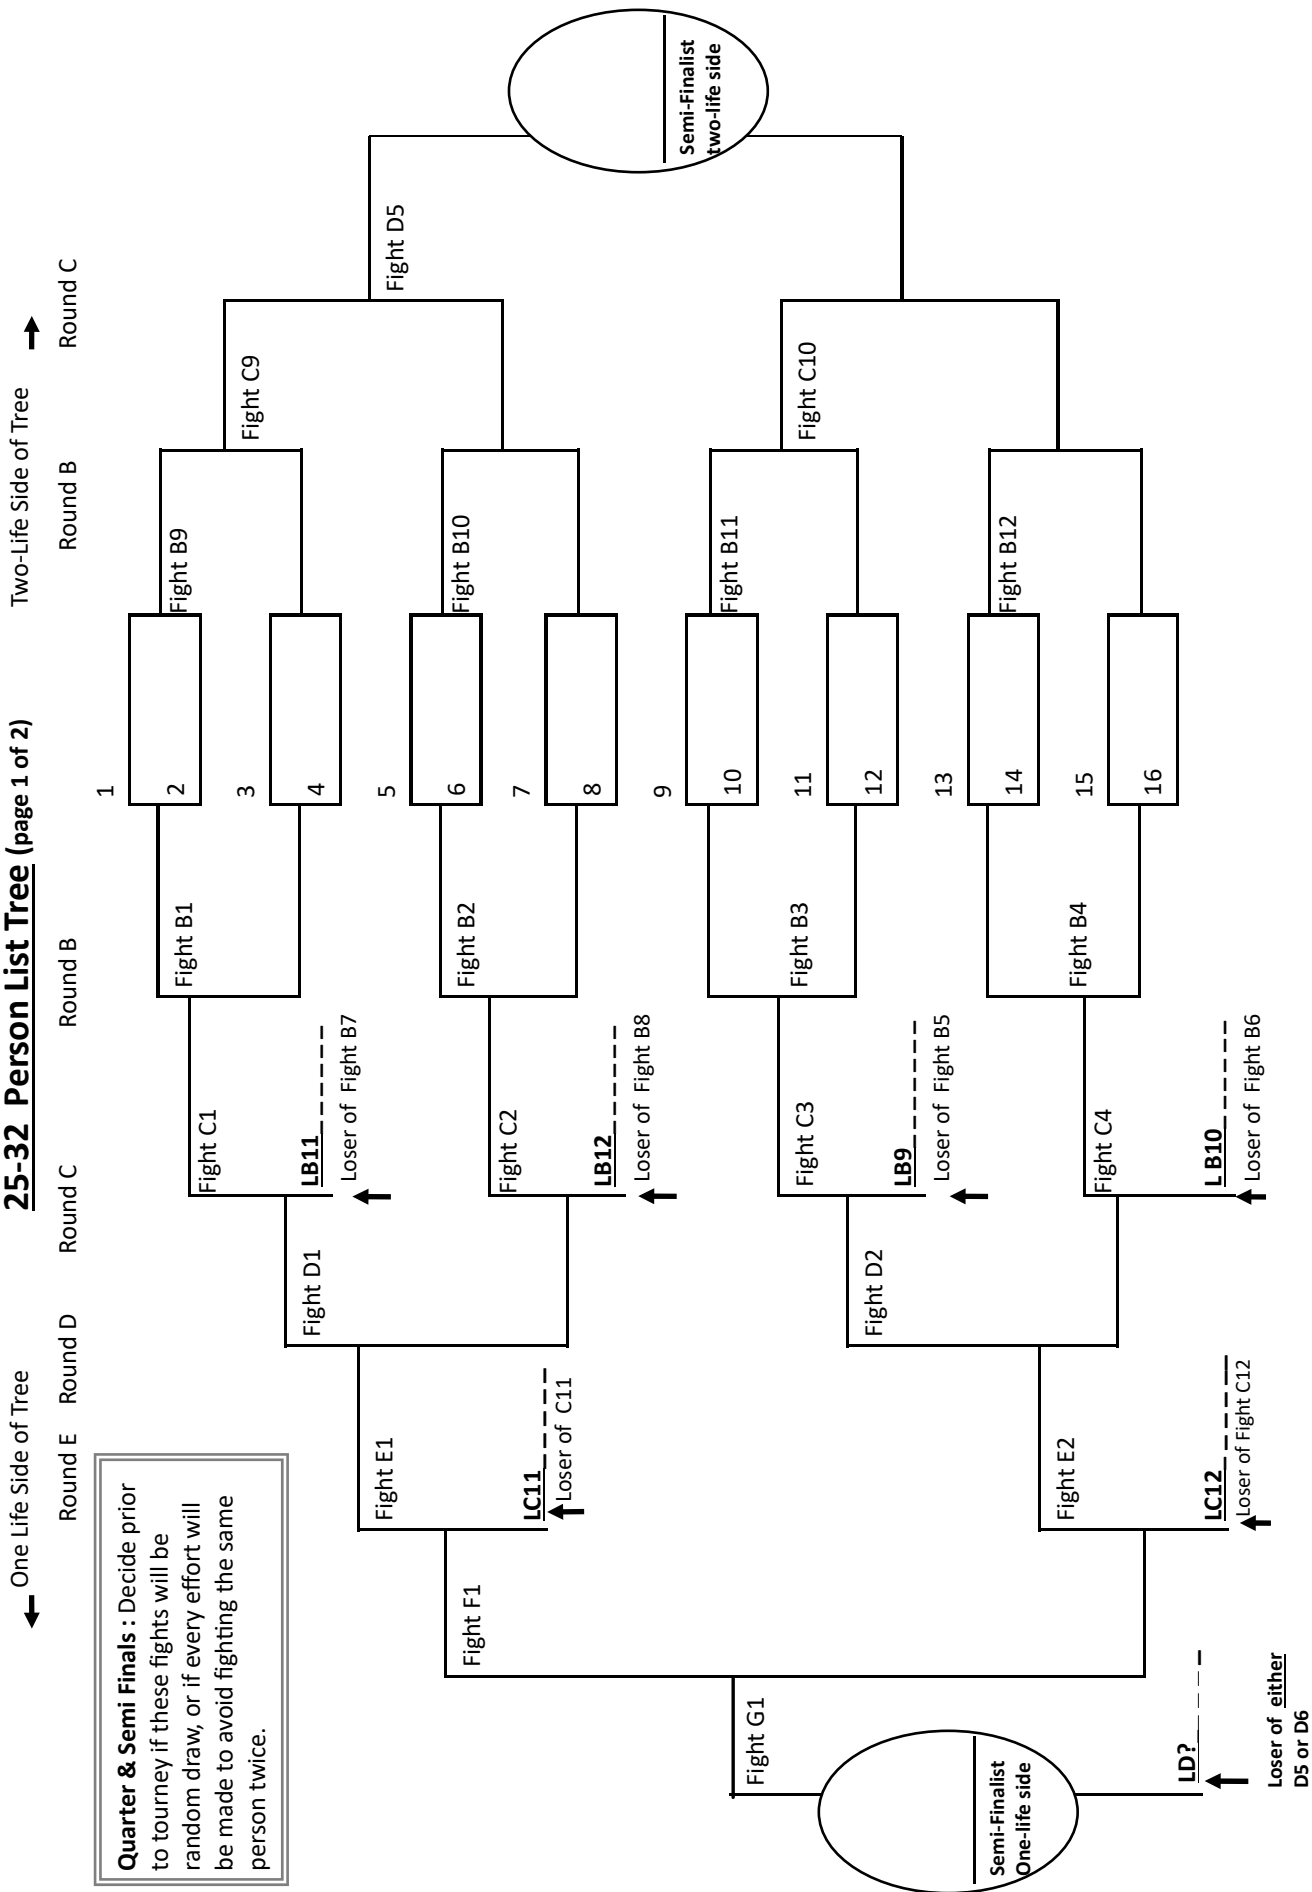 25-32 Person List Tree (page 1 of 2)
One Life Side of Tree
Two-Life Side of Tree
Round E
Round D
Round C
Round B
Round B
Round C
Quarter & Semi Finals : Decide prior
to tourney if these fights will be
random draw, or if every effort will
be made to avoid fighting the same
person twice.
1
2
3
4
5
6
7
8
9
10
11
12
13
14
15
16
Fight B1
Fight B2
Fight B3
Fight B4
Fight C1
LB11
Loser of Fight B7
Fight C2
LB12
Loser of Fight B8
Fight C3
LB9
Loser of Fight B5
Fight C4
L B10
Loser of Fight B6
Fight D1
Fight D2
Fight E1
LC11
Loser of C11
Fight E2
LC12
Loser of Fight C12
Fight F1
Fight G1
LD?
Loser of either
D5 or D6
Semi-Finalist
One-life side
Fight B9
Fight B10
Fight B11
Fight B12
Fight C9
Fight C10
Fight D5
Semi-Finalist
two-life side